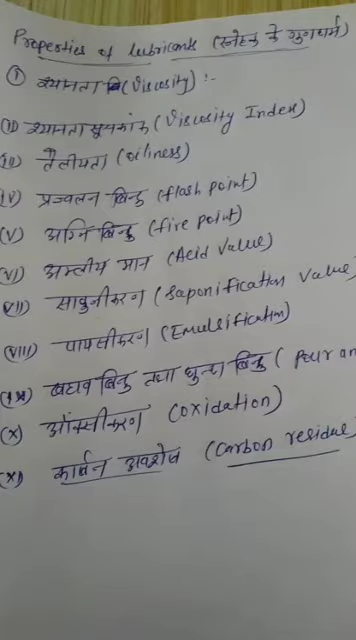 Properties of Lubricants (स्नेहक के गुणधर्म)
(I) श्यानता (Viscosity) :-
(II) श्यानता सूचकांक (Viscosity Index)
(III) तैलीयता (oiliness)
(IV) प्रज्वलन बिन्दु (flash point)
(V) अग्नि बिन्दु (fire point)
(VI) अम्लीय मान (Acid Value)
(VII) साबुनीकरण (Saponification Value)
(VIII) पायसीकरण (Emulsification)
(IX) बहाव बिन्दु तथा धुन्ध बिन्दु (Pour an
(X) ऑक्सीकरण (Oxidation)
(XI) कार्बन अवशेष (Carbon residue)